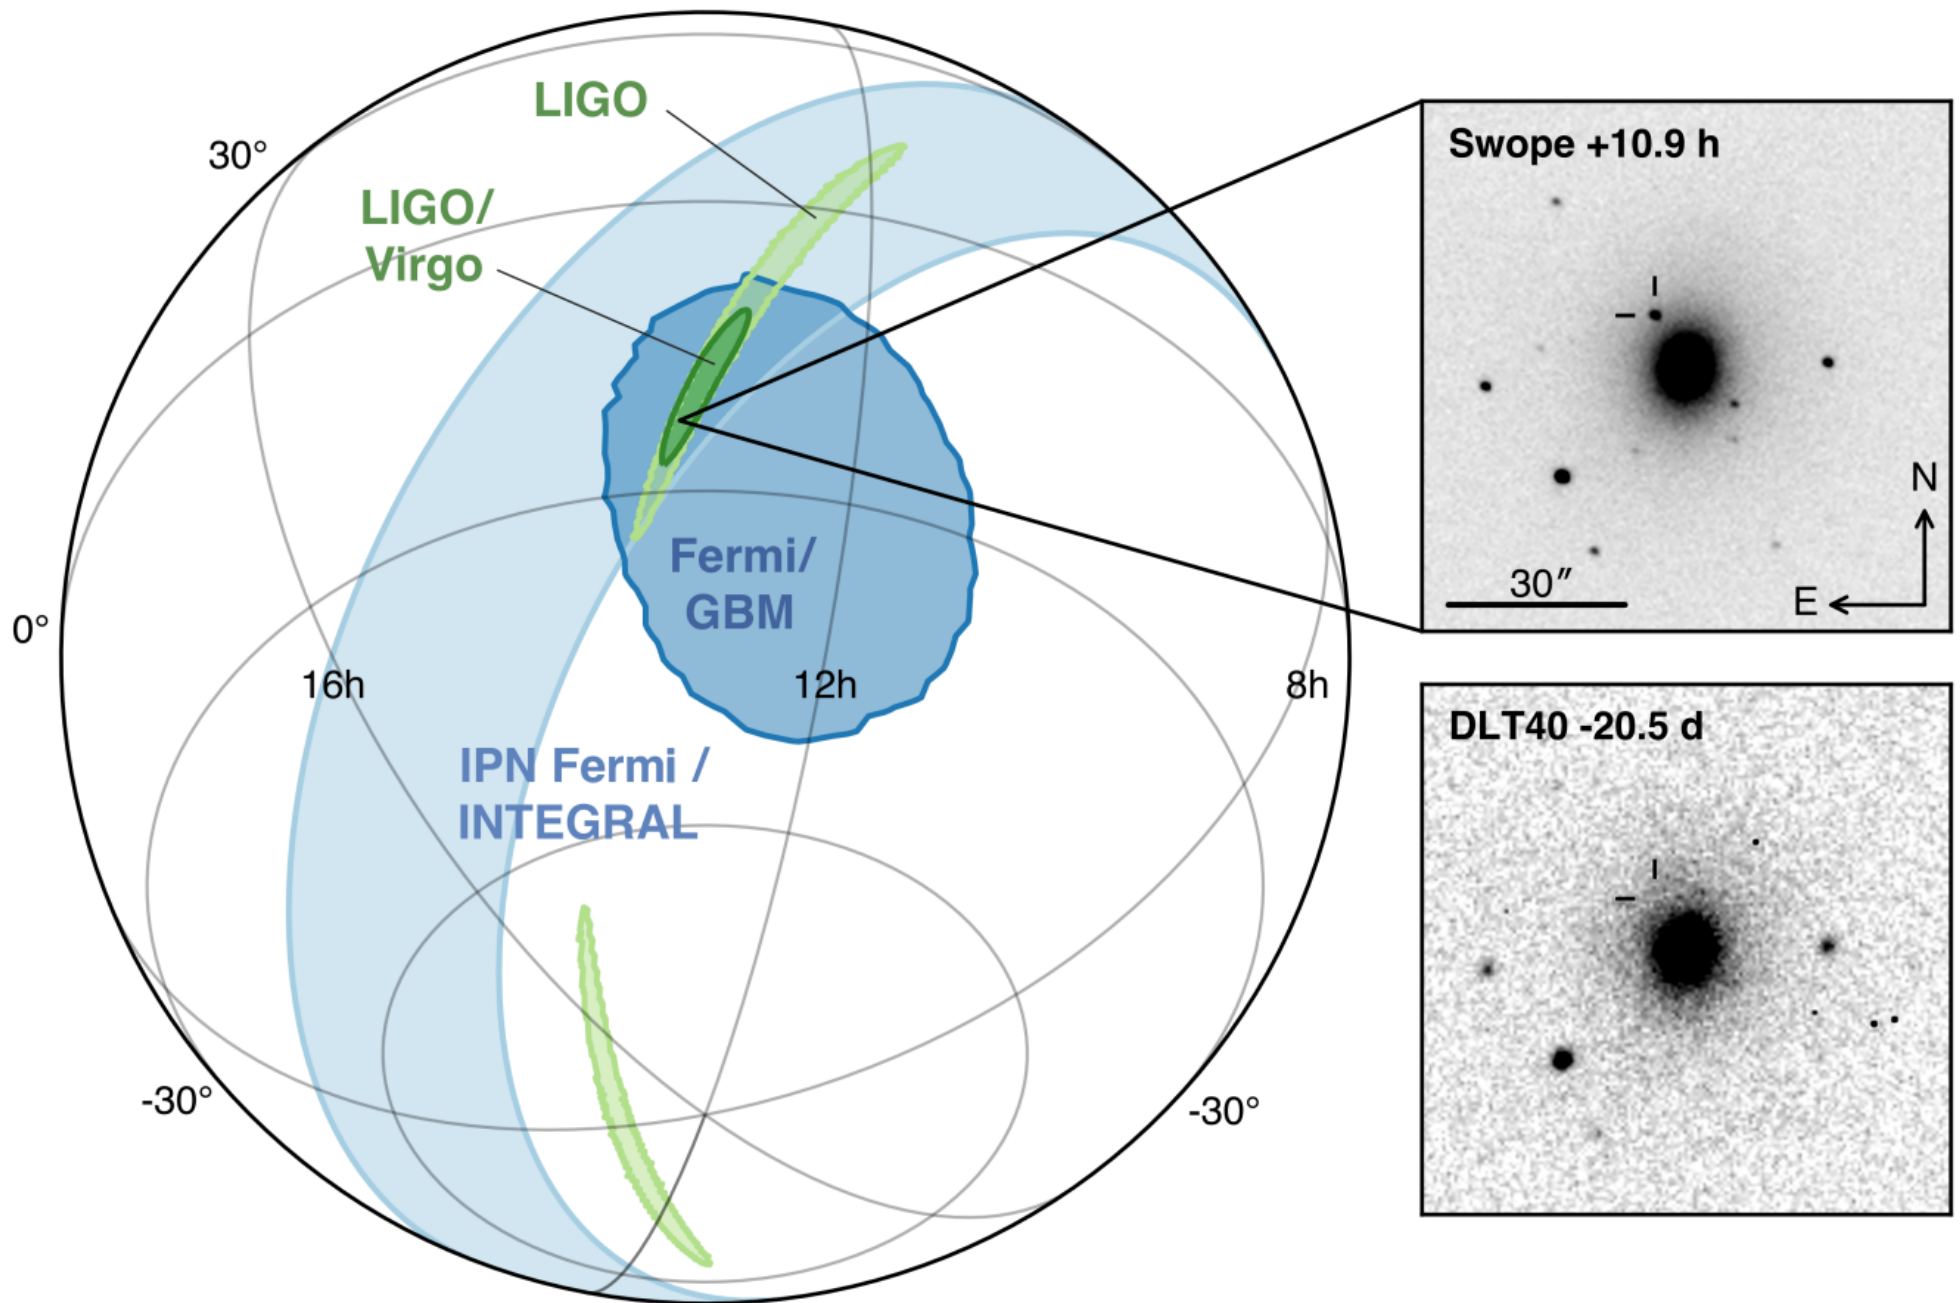 LIGO
30°
LIGO/
Virgo
0°
16h
12h
8h
Fermi/
GBM
IPN Fermi /
INTEGRAL
-30°
-30°
Swope +10.9 h
N
30″
E
DLT40 -20.5 d